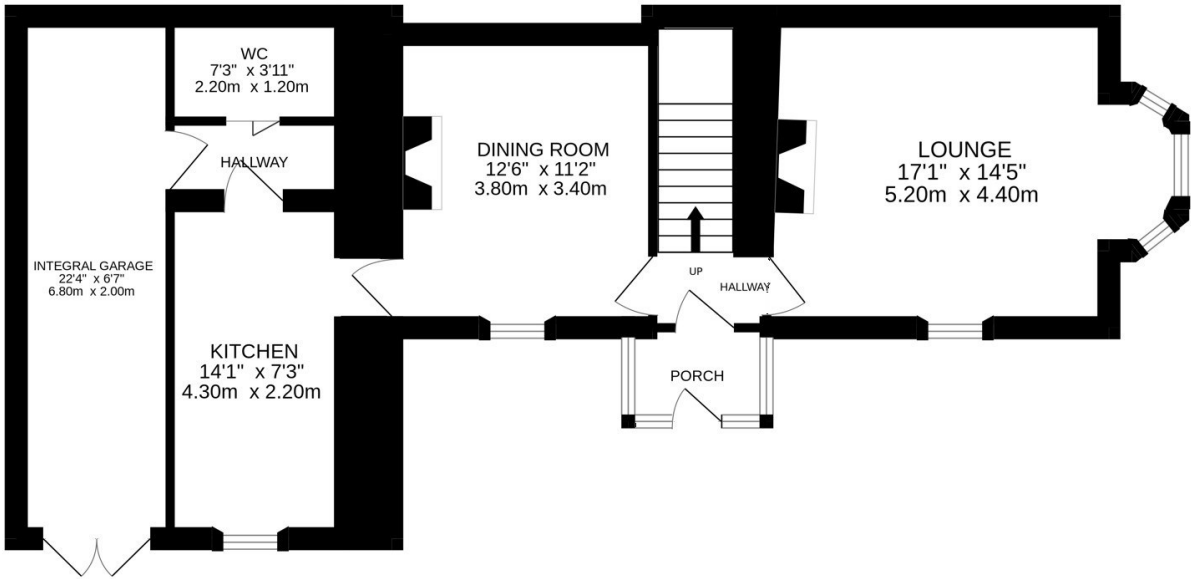 WC
7'3" x 3'11"
2.20m x 1.20m
HALLWAY
DINING ROOM
12'6" x 11'2"
3.80m x 3.40m
LOUNGE
17'1" x 14'5"
5.20m x 4.40m
INTEGRAL GARAGE
22'4" x 6'7"
6.80m x 2.00m
UP
HALLWAY
KITCHEN
14'1" x 7'3"
4.30m x 2.20m
PORCH